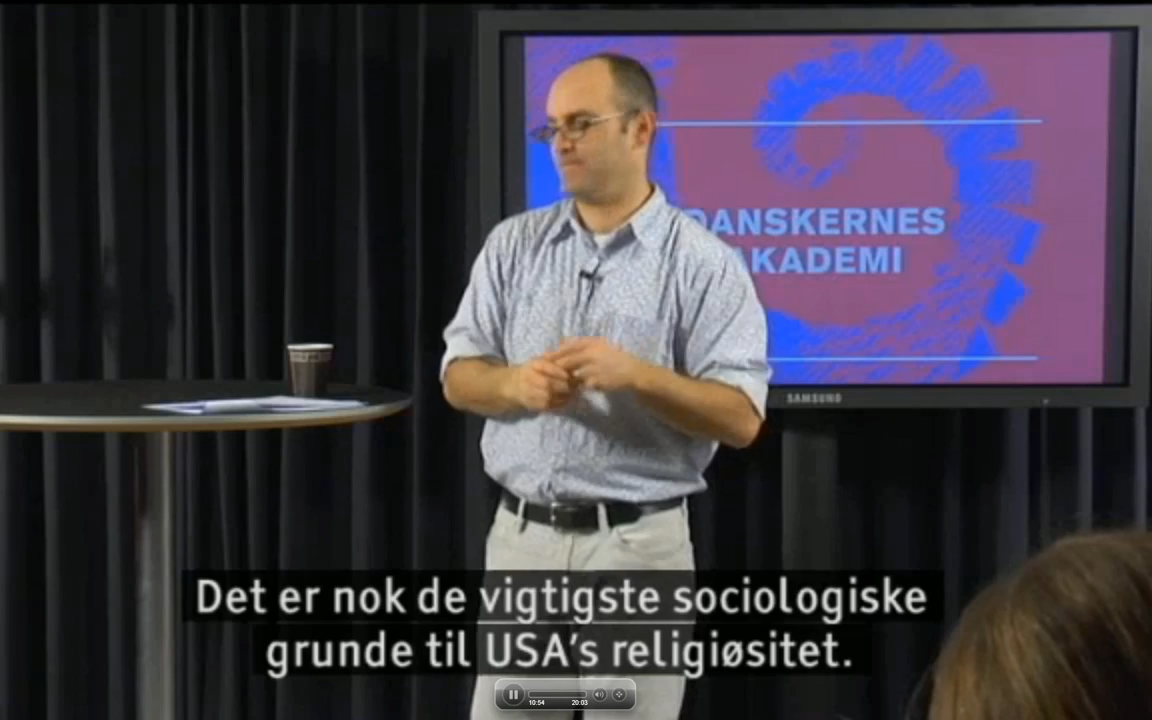 DANSKERNES
AKADEMI
SAMSUNG
Det er nok de vigtigste sociologiske
grunde til USA's religiøsitet.
10:54 20:03